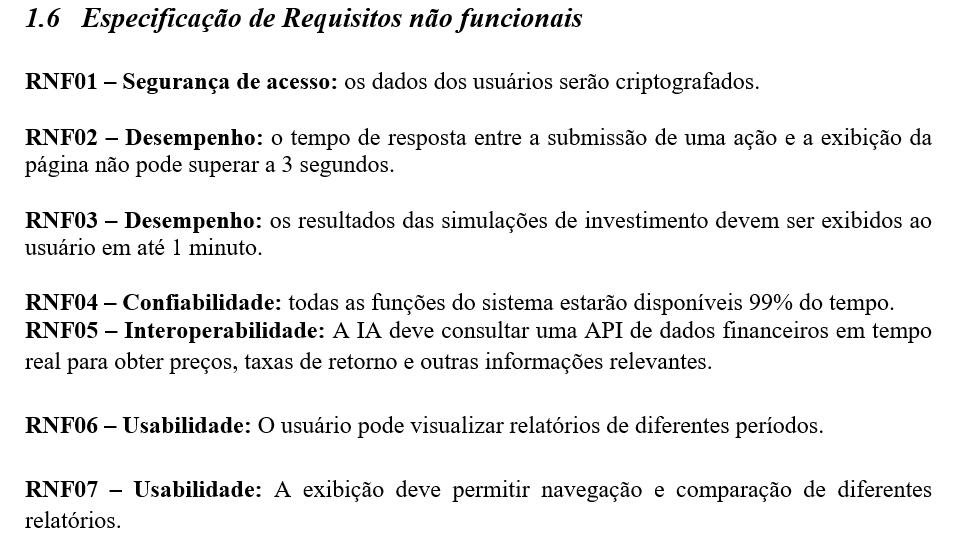 1.6 Especificação de Requisitos não funcionais
RNF01 – Segurança de acesso: os dados dos usuários serão criptografados.
RNF02 – Desempenho: o tempo de resposta entre a submissão de uma ação e a exibição da
página não pode superar a 3 segundos.
RNF03 – Desempenho: os resultados das simulações de investimento devem ser exibidos ao
usuário em até 1 minuto.
RNF04 – Confiabilidade: todas as funções do sistema estarão disponíveis 99% do tempo.
RNF05 – Interoperabilidade: A IA deve consultar uma API de dados financeiros em tempo
real para obter preços, taxas de retorno e outras informações relevantes.
RNF06 – Usabilidade: O usuário pode visualizar relatórios de diferentes períodos.
RNF07 – Usabilidade: A exibição deve permitir navegação e comparação de diferentes
relatórios.